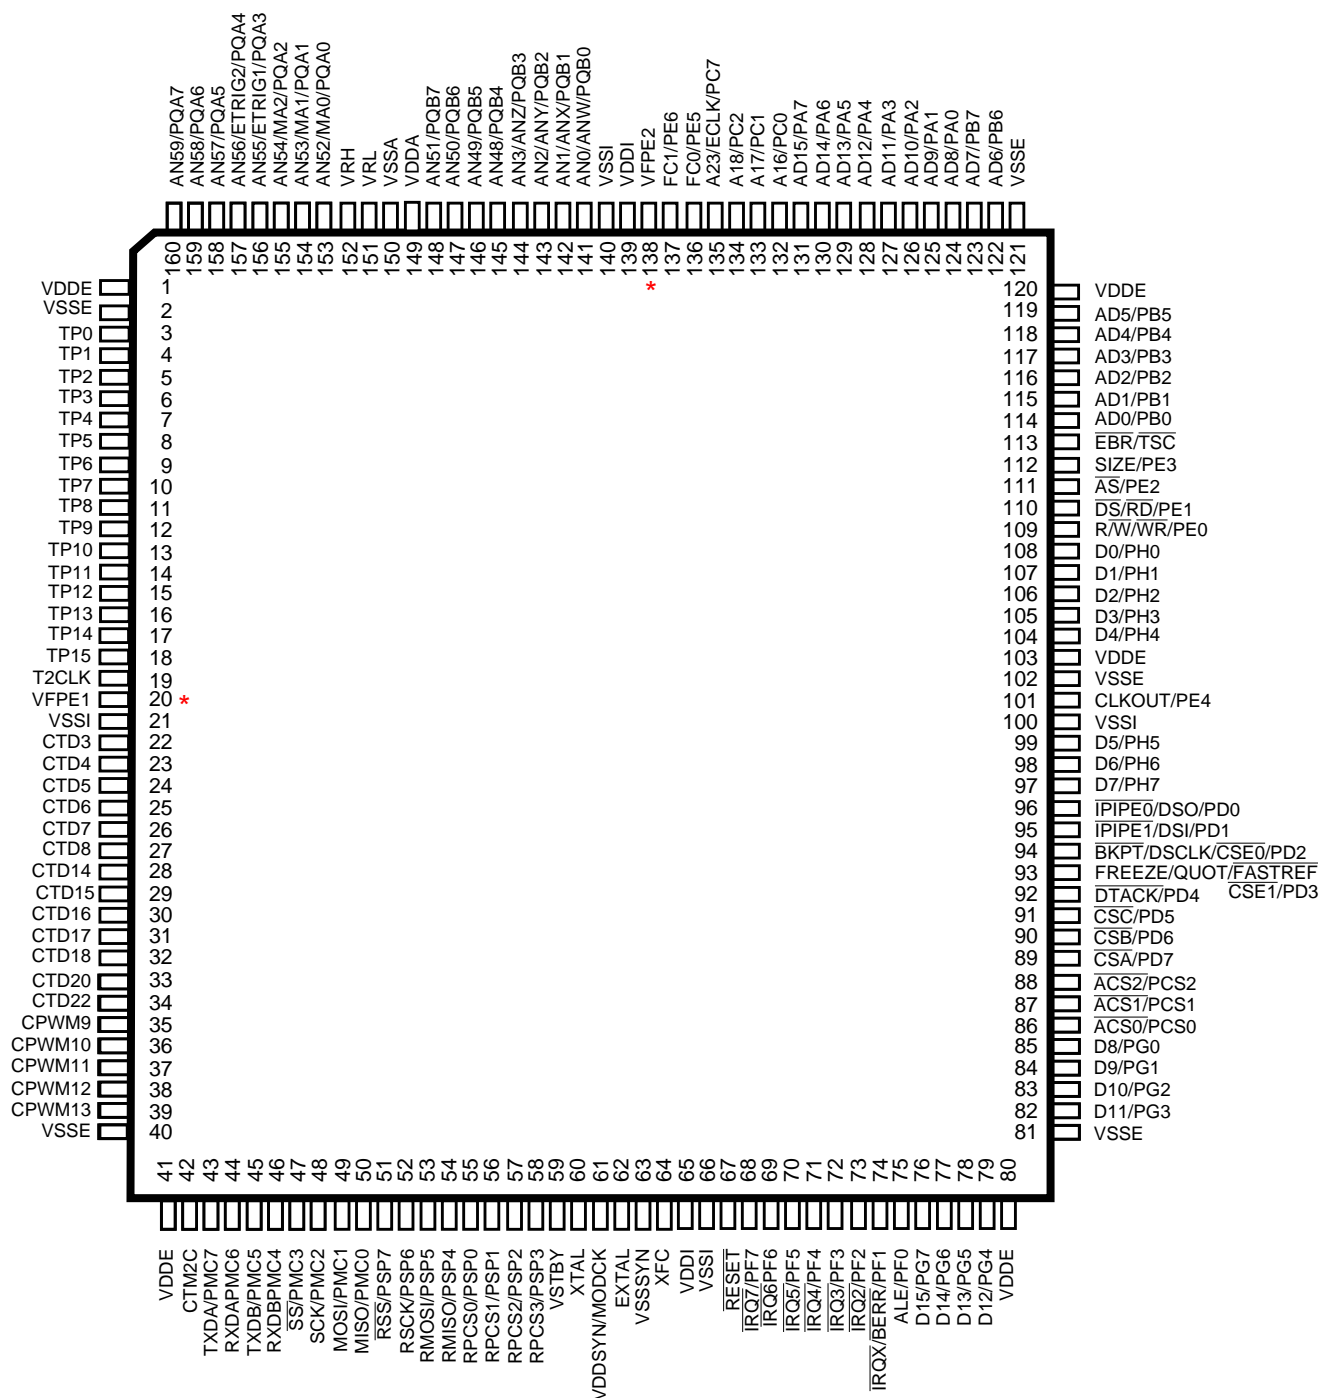 AN59/PQA7
AN58/PQA6
AN57/PQA5
AN56/ETRIG2/PQA4
AN55/ETRIG1/PQA3
AN54/MA2/PQA2
AN53/MA1/PQA1
AN52/MA0/PQA0
VRH
VRL
VSSA
VDDA
AN51/PQB7
AN50/PQB6
AN49/PQB5
AN48/PQB4
AN3/ANZ/PQB3
AN2/ANY/PQB2
AN1/ANX/PQB1
AN0/ANW/PQB0
VSSI
VDDI
VFPE2
FC1/PE6
FC0/PE5
A23/ECLK/PC7
A18/PC2
A17/PC1
A16/PC0
AD15/PA7
AD14/PA6
AD13/PA5
AD12/PA4
AD11/PA3
AD10/PA2
AD9/PA1
AD8/PA0
AD7/PB7
AD6/PB6
VSSE
160
159
158
157
156
155
154
153
152
151
150
149
148
147
146
145
144
143
142
141
140
139
138
*
137
136
135
134
133
132
131
130
129
128
127
126
125
124
123
122
121
VDDE 1
VSSE 2
TP0 3
TP1 4
TP2 5
TP3 6
TP4 7
TP5 8
TP6 9
TP7 10
TP8 11
TP9 12
TP10 13
TP11 14
TP12 15
TP13 16
TP14 17
TP15 18
T2CLK 19
VFPE1 20 *
VSSI 21
CTD3 22
CTD4 23
CTD5 24
CTD6 25
CTD7 26
CTD8 27
CTD14 28
CTD15 29
CTD16 30
CTD17 31
CTD18 32
CTD20 33
CTD22 34
CPWM9 35
CPWM10 36
CPWM11 37
CPWM12 38
CPWM13 39
VSSE 40
120 VDDE
119 AD5/PB5
118 AD4/PB4
117 AD3/PB3
116 AD2/PB2
115 AD1/PB1
114 AD0/PB0
113 EBR/TSC
112 SIZE/PE3
111 AS/PE2
110 DS/RD/PE1
109 R/W/WR/PE0
108 D0/PH0
107 D1/PH1
106 D2/PH2
105 D3/PH3
104 D4/PH4
103 VDDE
102 VSSE
101 CLKOUT/PE4
100 VSSI
99 D5/PH5
98 D6/PH6
97 D7/PH7
96 IPIPE0/DSO/PD0
95 IPIPE1/DSI/PD1
94 BKPT/DSCLK/CSE0/PD2
93 FREEZE/QUOT/FASTREF
CSE1/PD3
92 DTACK/PD4
91 CSC/PD5
90 CSB/PD6
89 CSA/PD7
88 ACS2/PCS2
87 ACS1/PCS1
86 ACS0/PCS0
85 D8/PG0
84 D9/PG1
83 D10/PG2
82 D11/PG3
81 VSSE
41
42
43
44
45
46
47
48
49
50
51
52
53
54
55
56
57
58
59
60
61
62
63
64
65
66
67
68
69
70
71
72
73
74
75
76
77
78
79
80
VDDE
CTM2C
TXDA/PMC7
RXDAPMC6
TXDB/PMC5
RXDBPMC4
SS/PMC3
SCK/PMC2
MOSI/PMC1
MISO/PMC0
RSS/PSP7
RSCK/PSP6
RMOSI/PSP5
RMISO/PSP4
RPCS0/PSP0
RPCS1/PSP1
RPCS2/PSP2
RPCS3/PSP3
VSTBY
XTAL
VDDSYN/MODCK
EXTAL
VSSSYN
XFC
VDDI
VSSI
RESET
IRQ7/PF7
IRQ6PF6
IRQ5/PF5
IRQ4/PF4
IRQ3/PF3
IRQ2/PF2
IRQX/BERR/PF1
ALE/PF0
D15/PG7
D14/PG6
D13/PG5
D12/PG4
VDDE